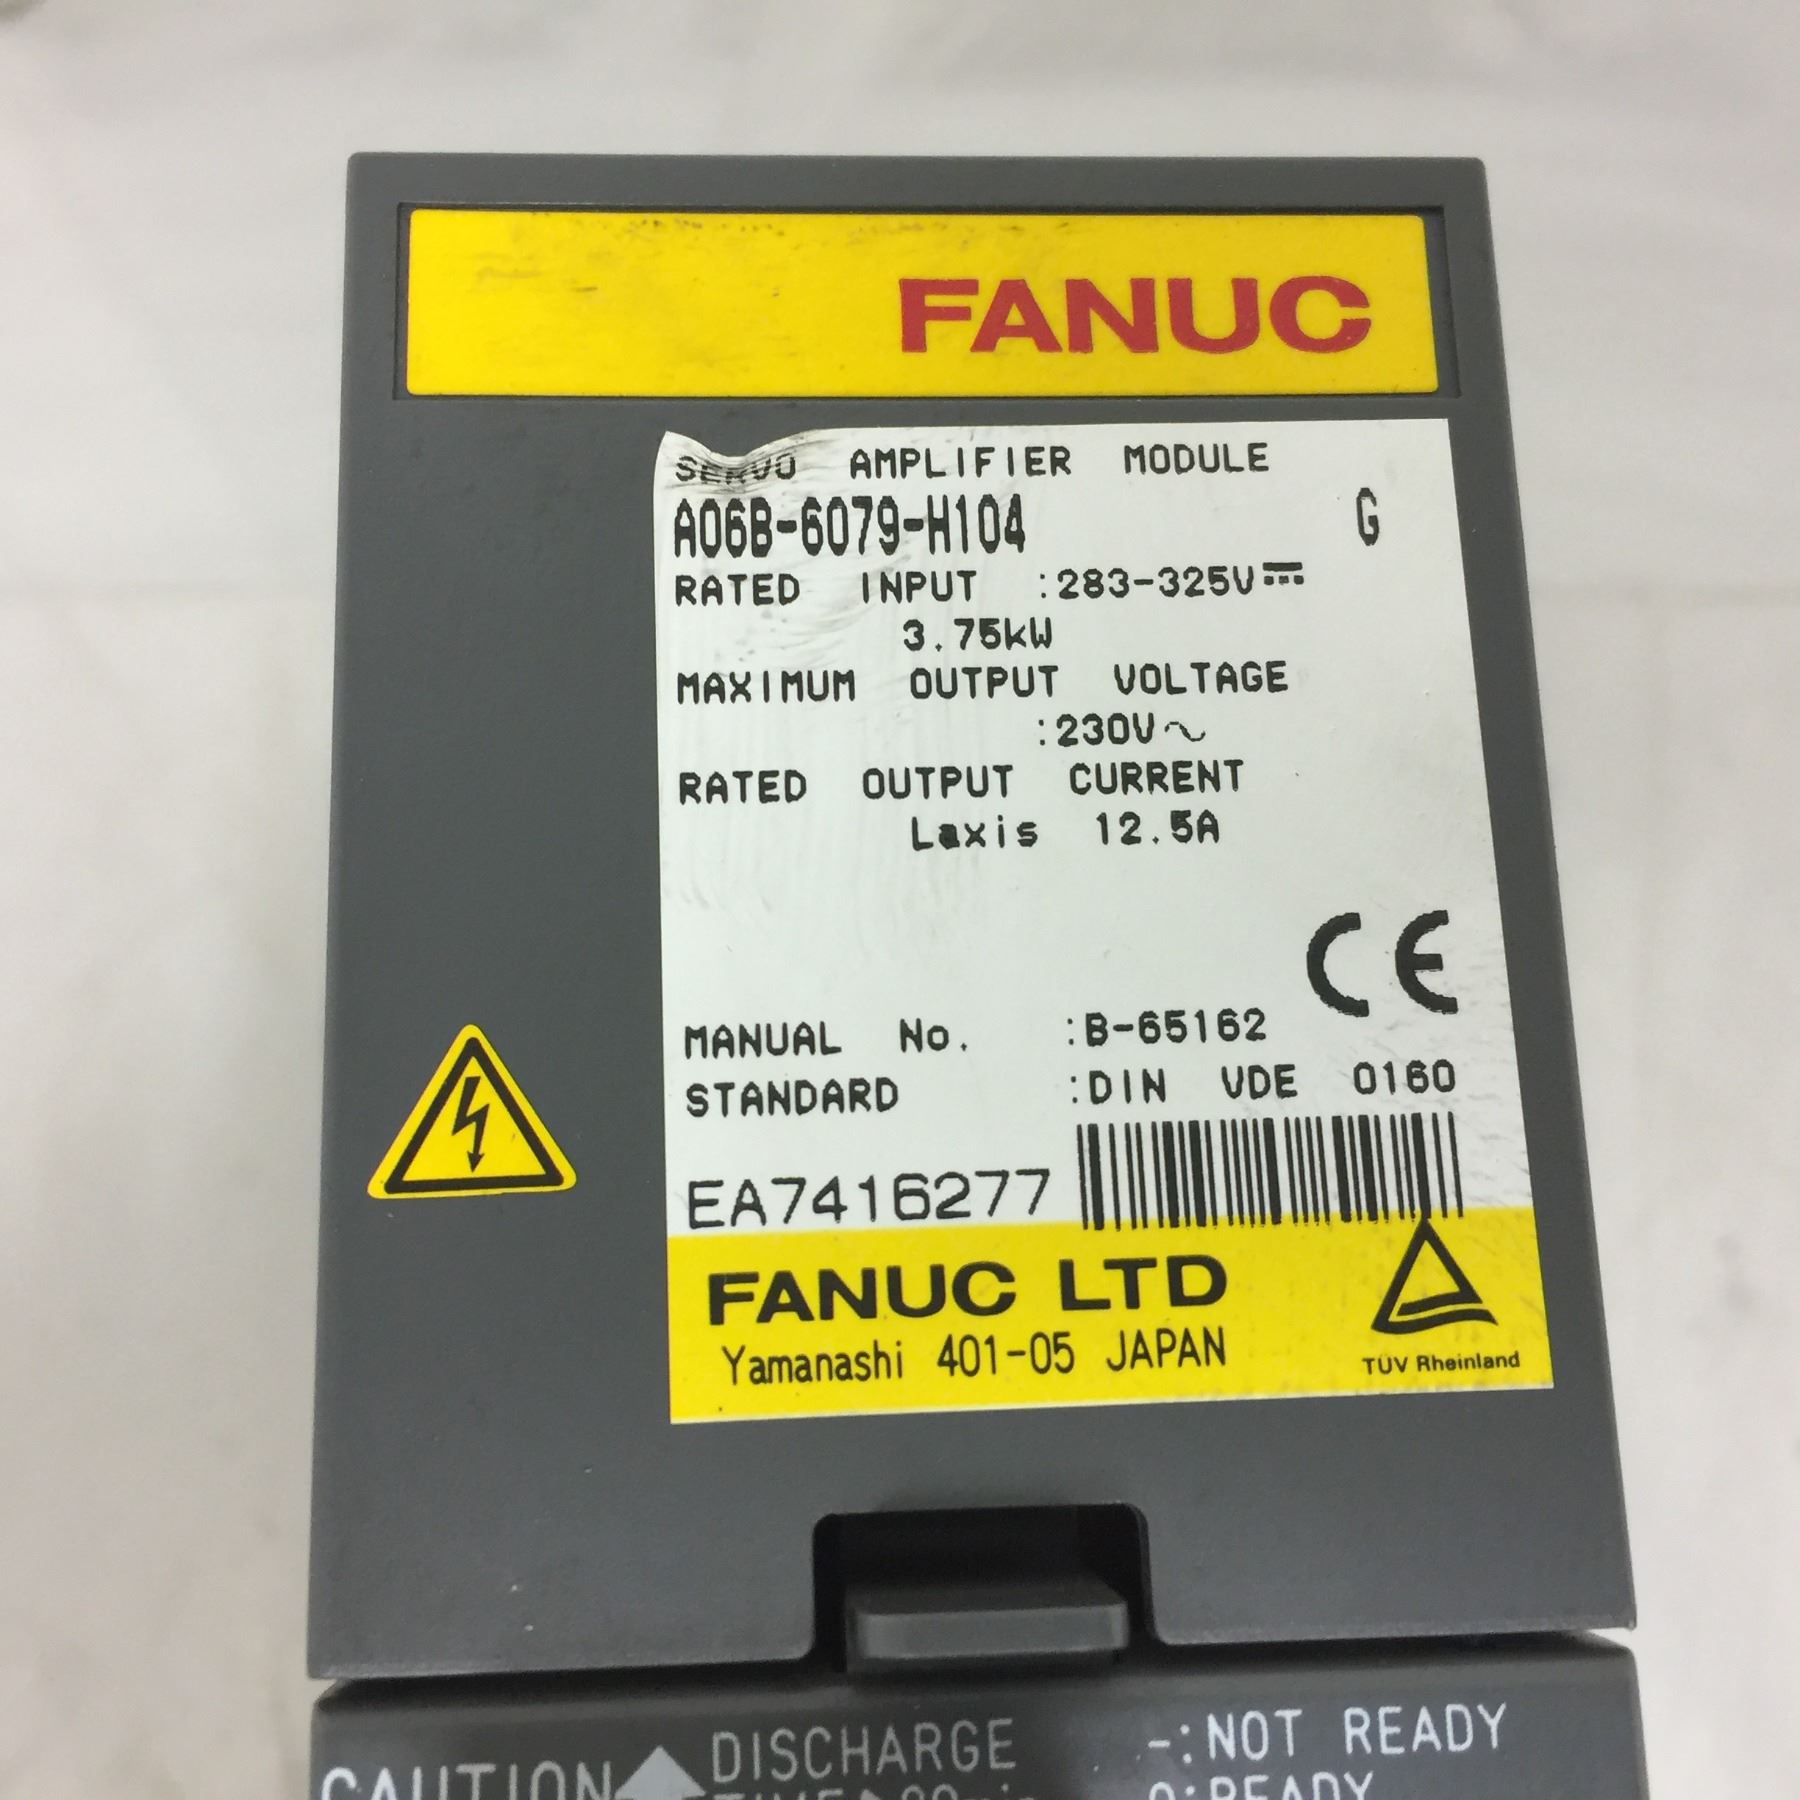 FANUC
SERVO AMPLIFIER MODULE
A06B-6079-H104 G
RATED INPUT :283-325V⎓
3.75kW
MAXIMUM OUTPUT VOLTAGE
:230V~
RATED OUTPUT CURRENT
Laxis 12.5A
CE
MANUAL No. :B-65162
STANDARD :DIN VDE 0160
EA7416277
FANUC LTD
Yamanashi 401-05 JAPAN
TÜV Rheinland
CAUTION DISCHARGE -:NOT READY
0:READY